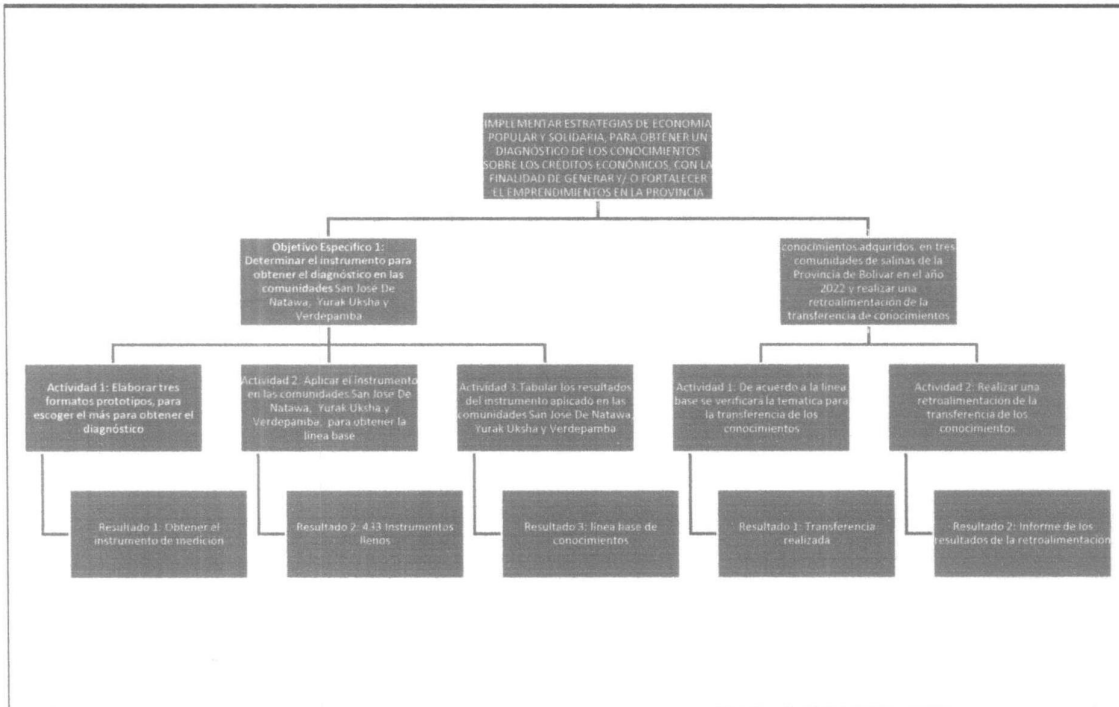 IMPLEMENTAR ESTRATEGIAS DE ECONOMÍA
POPULAR Y SOLIDARIA, PARA OBTENER UN
DIAGNÓSTICO DE LOS CONOCIMIENTOS
SOBRE LOS CRÉDITOS ECONÓMICOS, CON LA
FINALIDAD DE GENERAR Y/ O FORTALECER
EL EMPRENDIMIENTOS EN LA PROVINCIA
Objetivo Específico 1:
Determinar el instrumento para
obtener el diagnóstico en las
comunidades San José De
Natawa, Yurak Uksha y
Verdepamba
conocimientos adquiridos en tres
comunidades de salinas de la
Provincia de Bolívar en el año
2022 y realizar una
retroalimentación de la
transferencia de conocimientos
Actividad 1: Elaborar tres
formatos prototipos, para
escoger el más para obtener el
diagnóstico
Actividad 2: Aplicar el instrumento
en las comunidades San José De
Natawa, Yurak Uksha y
Verdepamba, para obtener la
línea base
Actividad 3 Tabular los resultados
del instrumento aplicado en las
comunidades San José De Natawa,
Yurak Uksha y Verdepamba
Actividad 1: De acuerdo a la línea
base se verificará la temática para
la transferencia de los
conocimientos
Actividad 2: Realizar una
retroalimentación de la
transferencia de los
conocimientos
Resultado 1: Obtener el
instrumento de medición
Resultado 2: 433 Instrumentos
llenos
Resultado 3: línea base de
conocimientos
Resultado 1: Transferencia
realizada
Resultado 2: Informe de los
resultados de la retroalimentación